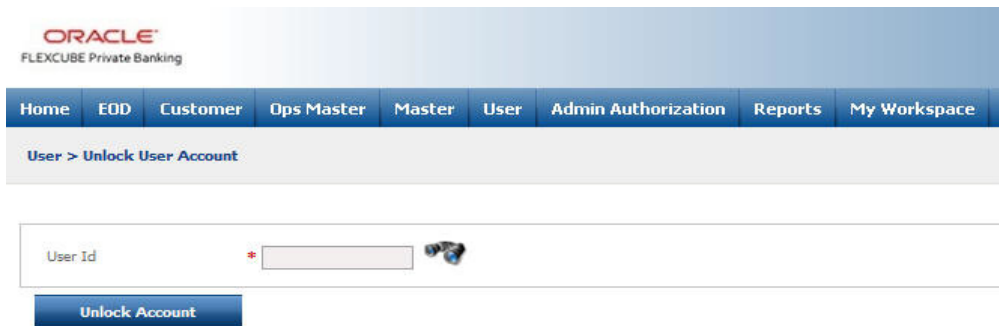 ORACLE
FLEXCUBE Private Banking
Home EOD Customer Ops Master Master User Admin Authorization Reports My Workspace
User > Unlock User Account
User Id *
Unlock Account